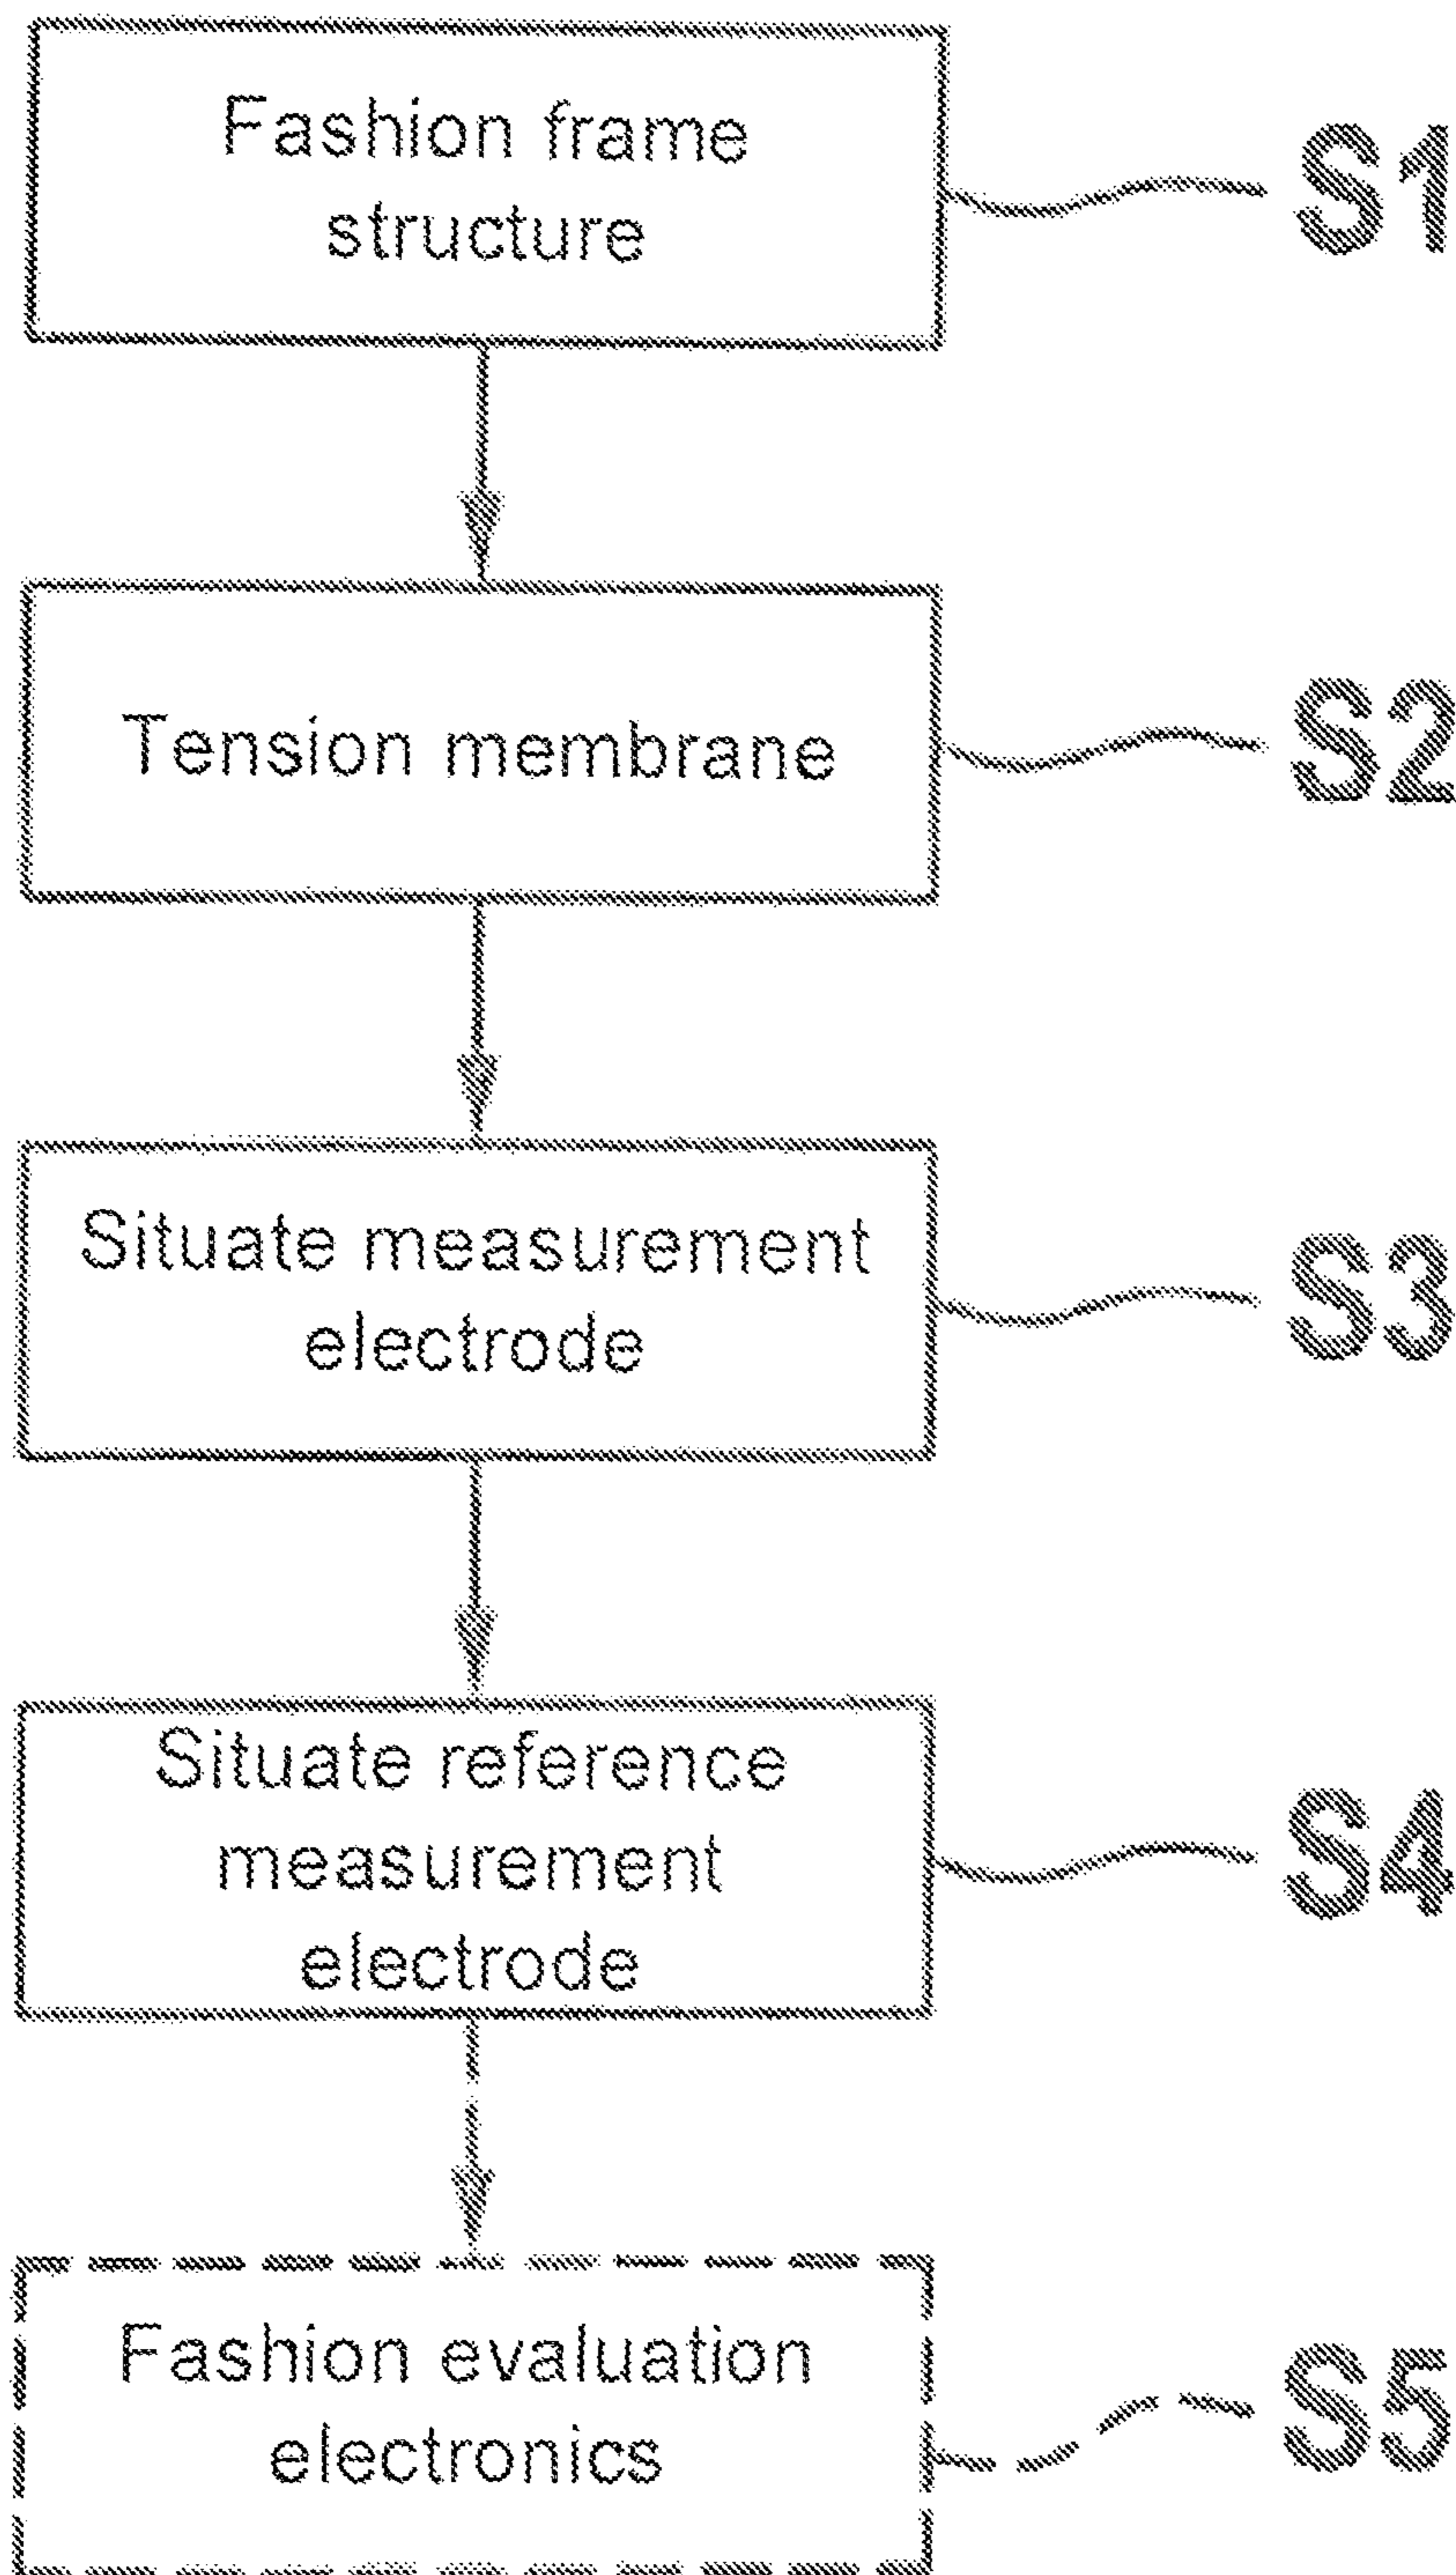 Fashion frame
structure
S1
Tension membrane
S2
Situate measurement
electrode
S3
Situate reference
measurement
electrode
S4
Fashion evaluation
electronics
S5